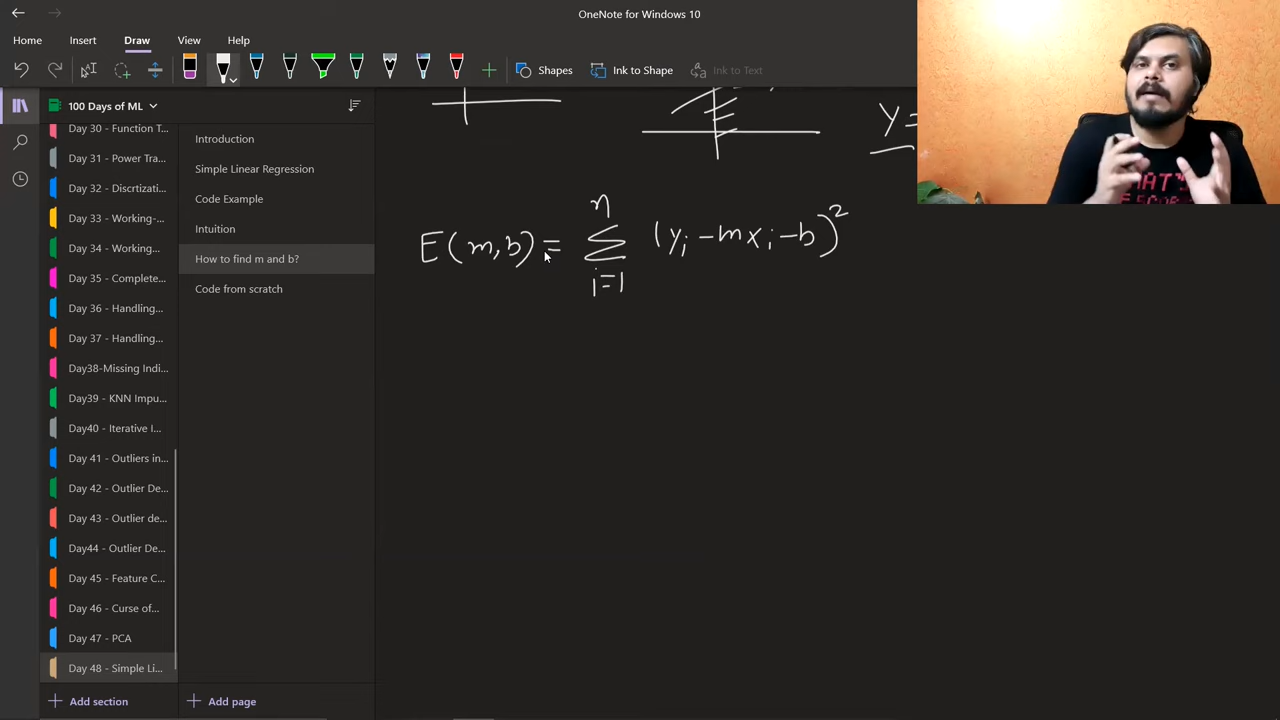 OneNote for Windows 10
Home Insert Draw View Help
Shapes Ink to Shape Ink to Text
100 Days of ML
Day 30 - Function T...
Day 31 - Power Tra...
Day 32 - Discrtizati...
Day 33 - Working-...
Day 34 - Working...
Day 35 - Complete...
Day 36 - Handling...
Day 37 - Handling...
Day38-Missing Indi...
Day39 - KNN Impu...
Day40 - Iterative I...
Day 41 - Outliers in...
Day 42 - Outlier De...
Day 43 - Outlier de...
Day44 - Outlier De...
Day 45 - Feature C...
Day 46 - Curse of...
Day 47 - PCA
Day 48 - Simple Li...
Add section
Introduction
Simple Linear Regression
Code Example
Intuition
How to find m and b?
Code from scratch
Add page
y=
E(m,b) = n Σ i=1 (yi - mxi - b)²